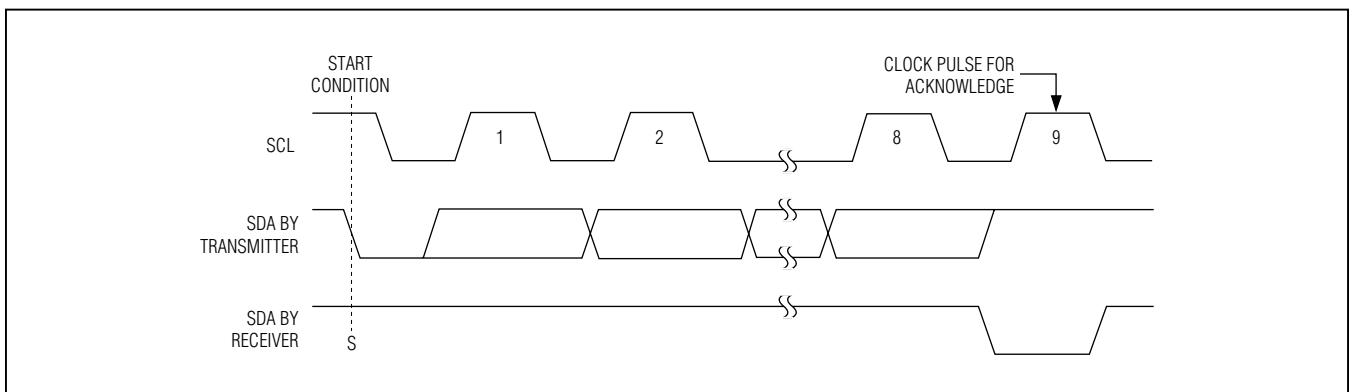 START
CONDITION
CLOCK PULSE FOR
ACKNOWLEDGE
SCL
1
2
8
9
SDA BY
TRANSMITTER
SDA BY
RECEIVER
S